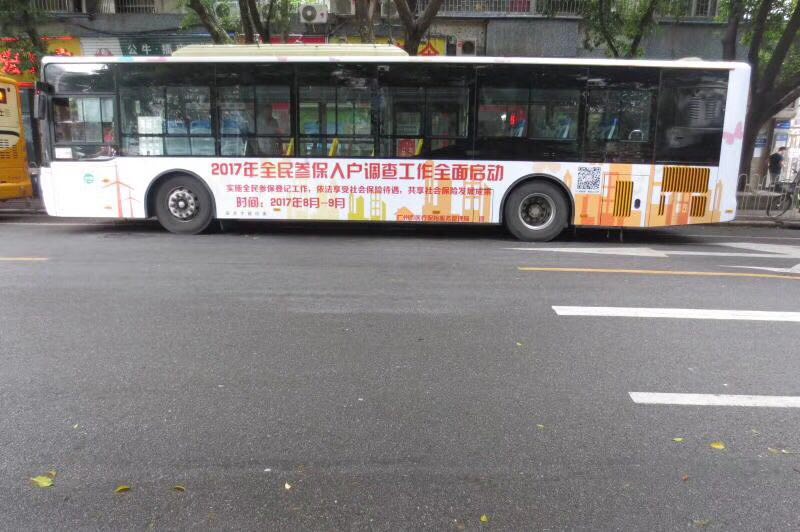 公牛
2017年全民参保入户调查工作全面启动
实施全民参保登记工作，依法享受社会保险待遇，共享社会保险发展成果
时间：2017年8月－9月